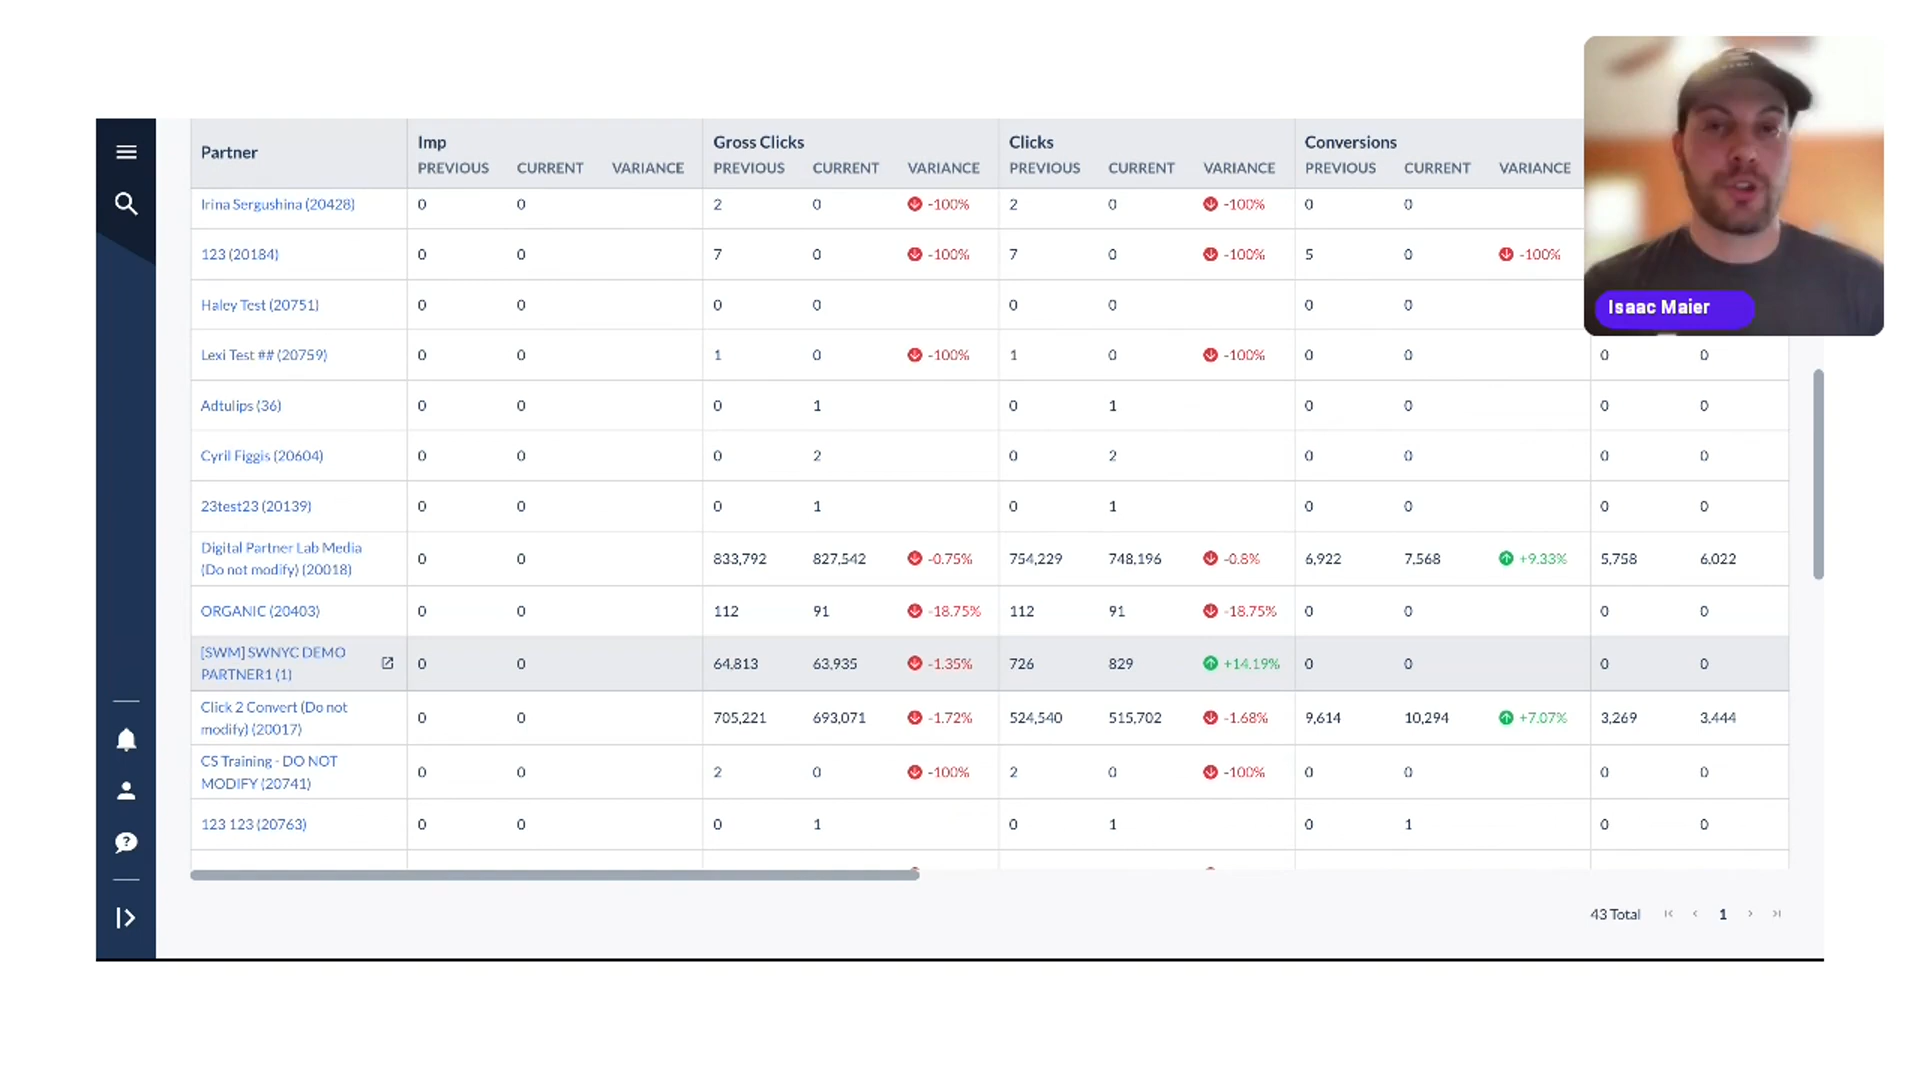 Partner Imp Gross Clicks Clicks Conversions
PREVIOUS CURRENT VARIANCE PREVIOUS CURRENT VARIANCE PREVIOUS CURRENT VARIANCE PREVIOUS CURRENT VARIANCE
Irina Sergushina (20428) 0 0 2 0 -100% 2 0 -100% 0 0
123 (20184) 0 0 7 0 -100% 7 0 -100% 5 0 -100%
Haley Test (20751) 0 0 0 0 0 0 0 0
Isaac Maier
Lexi Test ## (20759) 0 0 1 0 -100% 1 0 -100% 0 0 0 0
Adtulips (36) 0 0 0 1 0 1 0 0 0 0
Cyril Figgis (20604) 0 0 0 2 0 2 0 0 0 0
23test23 (20139) 0 0 0 1 0 1 0 0 0 0
Digital Partner Lab Media
(Do not modify) (20018) 0 0 833,792 827,542 -0.75% 754,229 748,196 -0.8% 6,922 7,568 +9.33% 5,758 6,022
ORGANIC (20403) 0 0 112 91 -18.75% 112 91 -18.75% 0 0 0 0
[SWM] SWNYC DEMO
PARTNER1 (1) 0 0 64,813 63,935 -1.35% 726 829 +14.19% 0 0 0 0
Click 2 Convert (Do not
modify) (20017) 0 0 705,221 693,071 -1.72% 524,540 515,702 -1.68% 9,614 10,294 +7.07% 3,269 3,444
CS Training - DO NOT
MODIFY (20741) 0 0 2 0 -100% 2 0 -100% 0 0 0 0
123 123 (20763) 0 0 0 1 0 1 0 1 0 0
43 Total 1